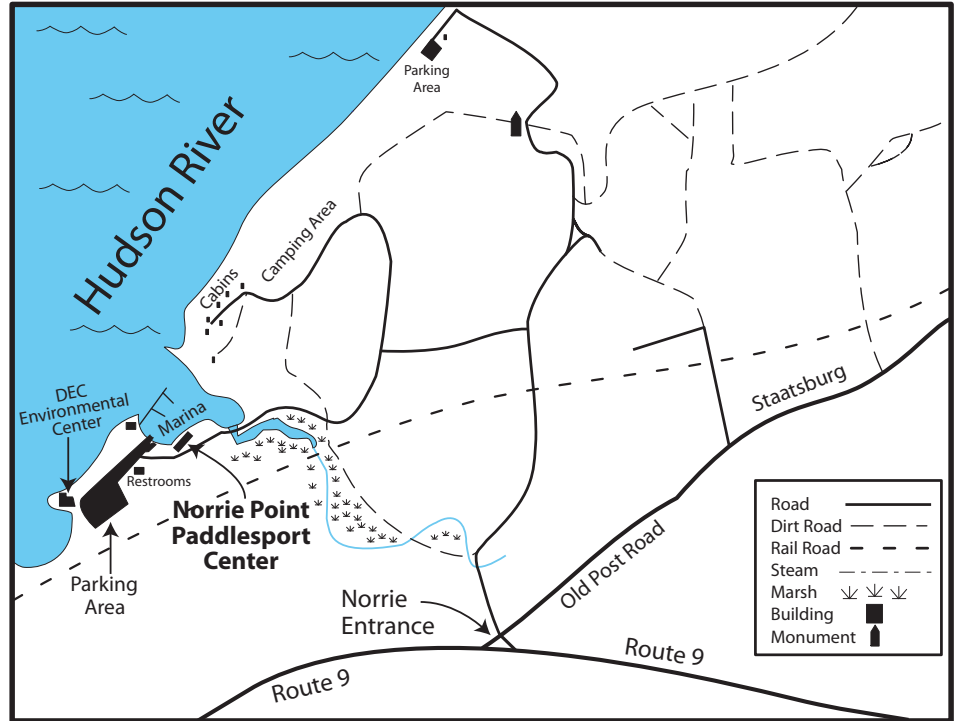 Parking
Area
Hudson River
Camping Area
Cabins
DEC
Environmental
Center
Marina
Restrooms
Norrie Point
Paddlesport
Center
Parking
Area
Staatsburg
Old Post Road
Norrie
Entrance
Route 9
Route 9
Road
Dirt Road
Rail Road
Steam
Marsh
Building
Monument